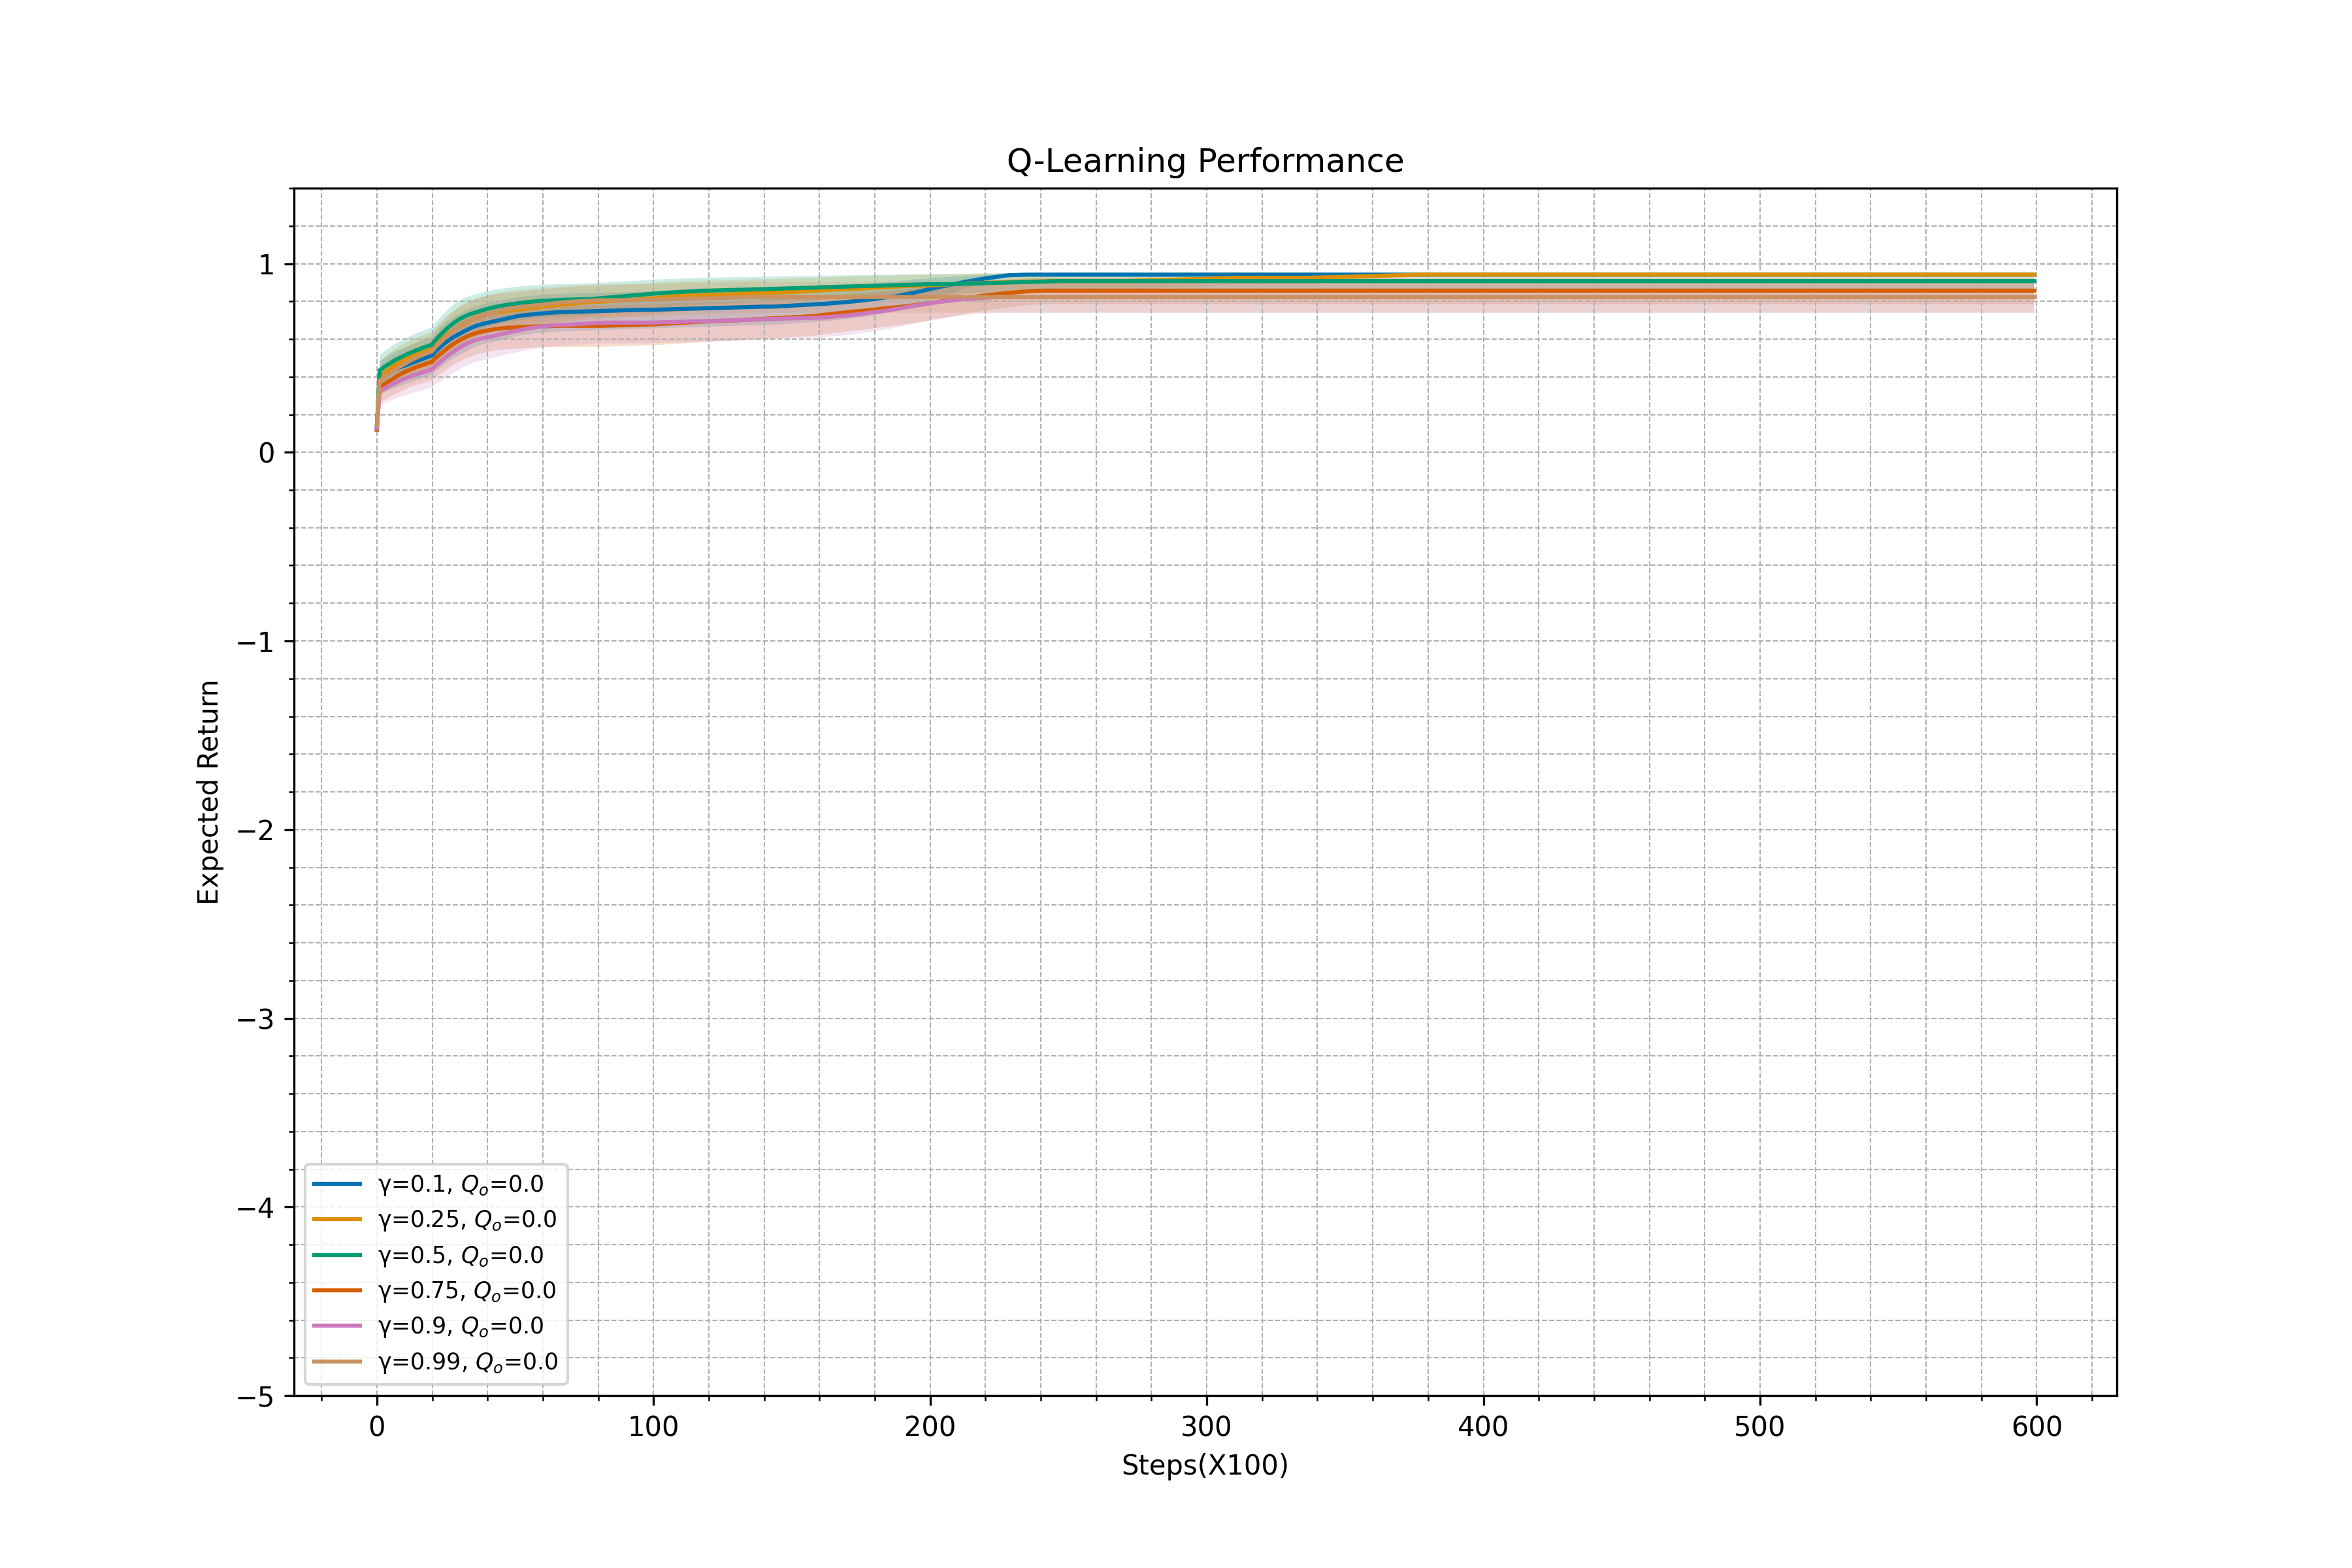 Q-Learning Performance
1
0
−1
−2
−3
−4
−5
Expected Return
γ=0.1, Qo=0.0
γ=0.25, Qo=0.0
γ=0.5, Qo=0.0
γ=0.75, Qo=0.0
γ=0.9, Qo=0.0
γ=0.99, Qo=0.0
0 100 200 300 400 500 600
Steps(X100)